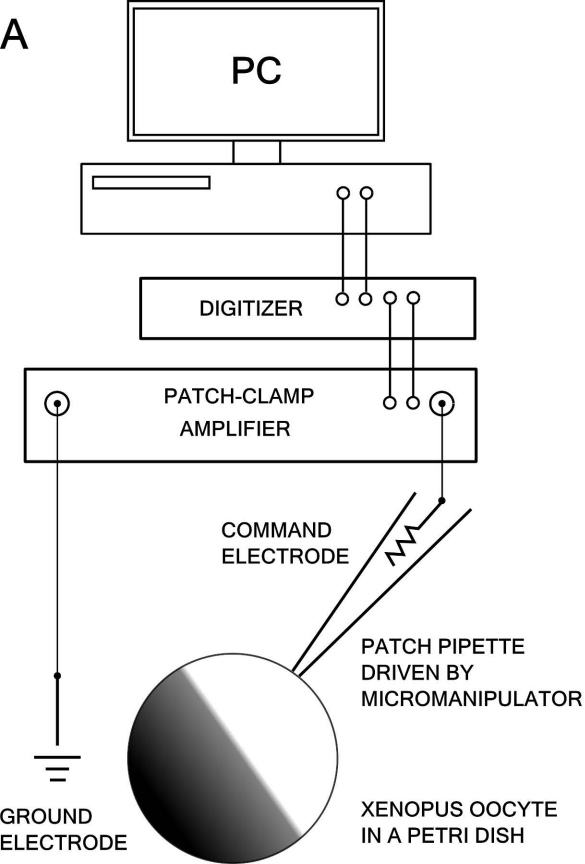 A
PC
DIGITIZER
PATCH-CLAMP
AMPLIFIER
COMMAND
ELECTRODE
PATCH PIPETTE
DRIVEN BY
MICROMANIPULATOR
GROUND
ELECTRODE
XENOPUS OOCYTE
IN A PETRI DISH